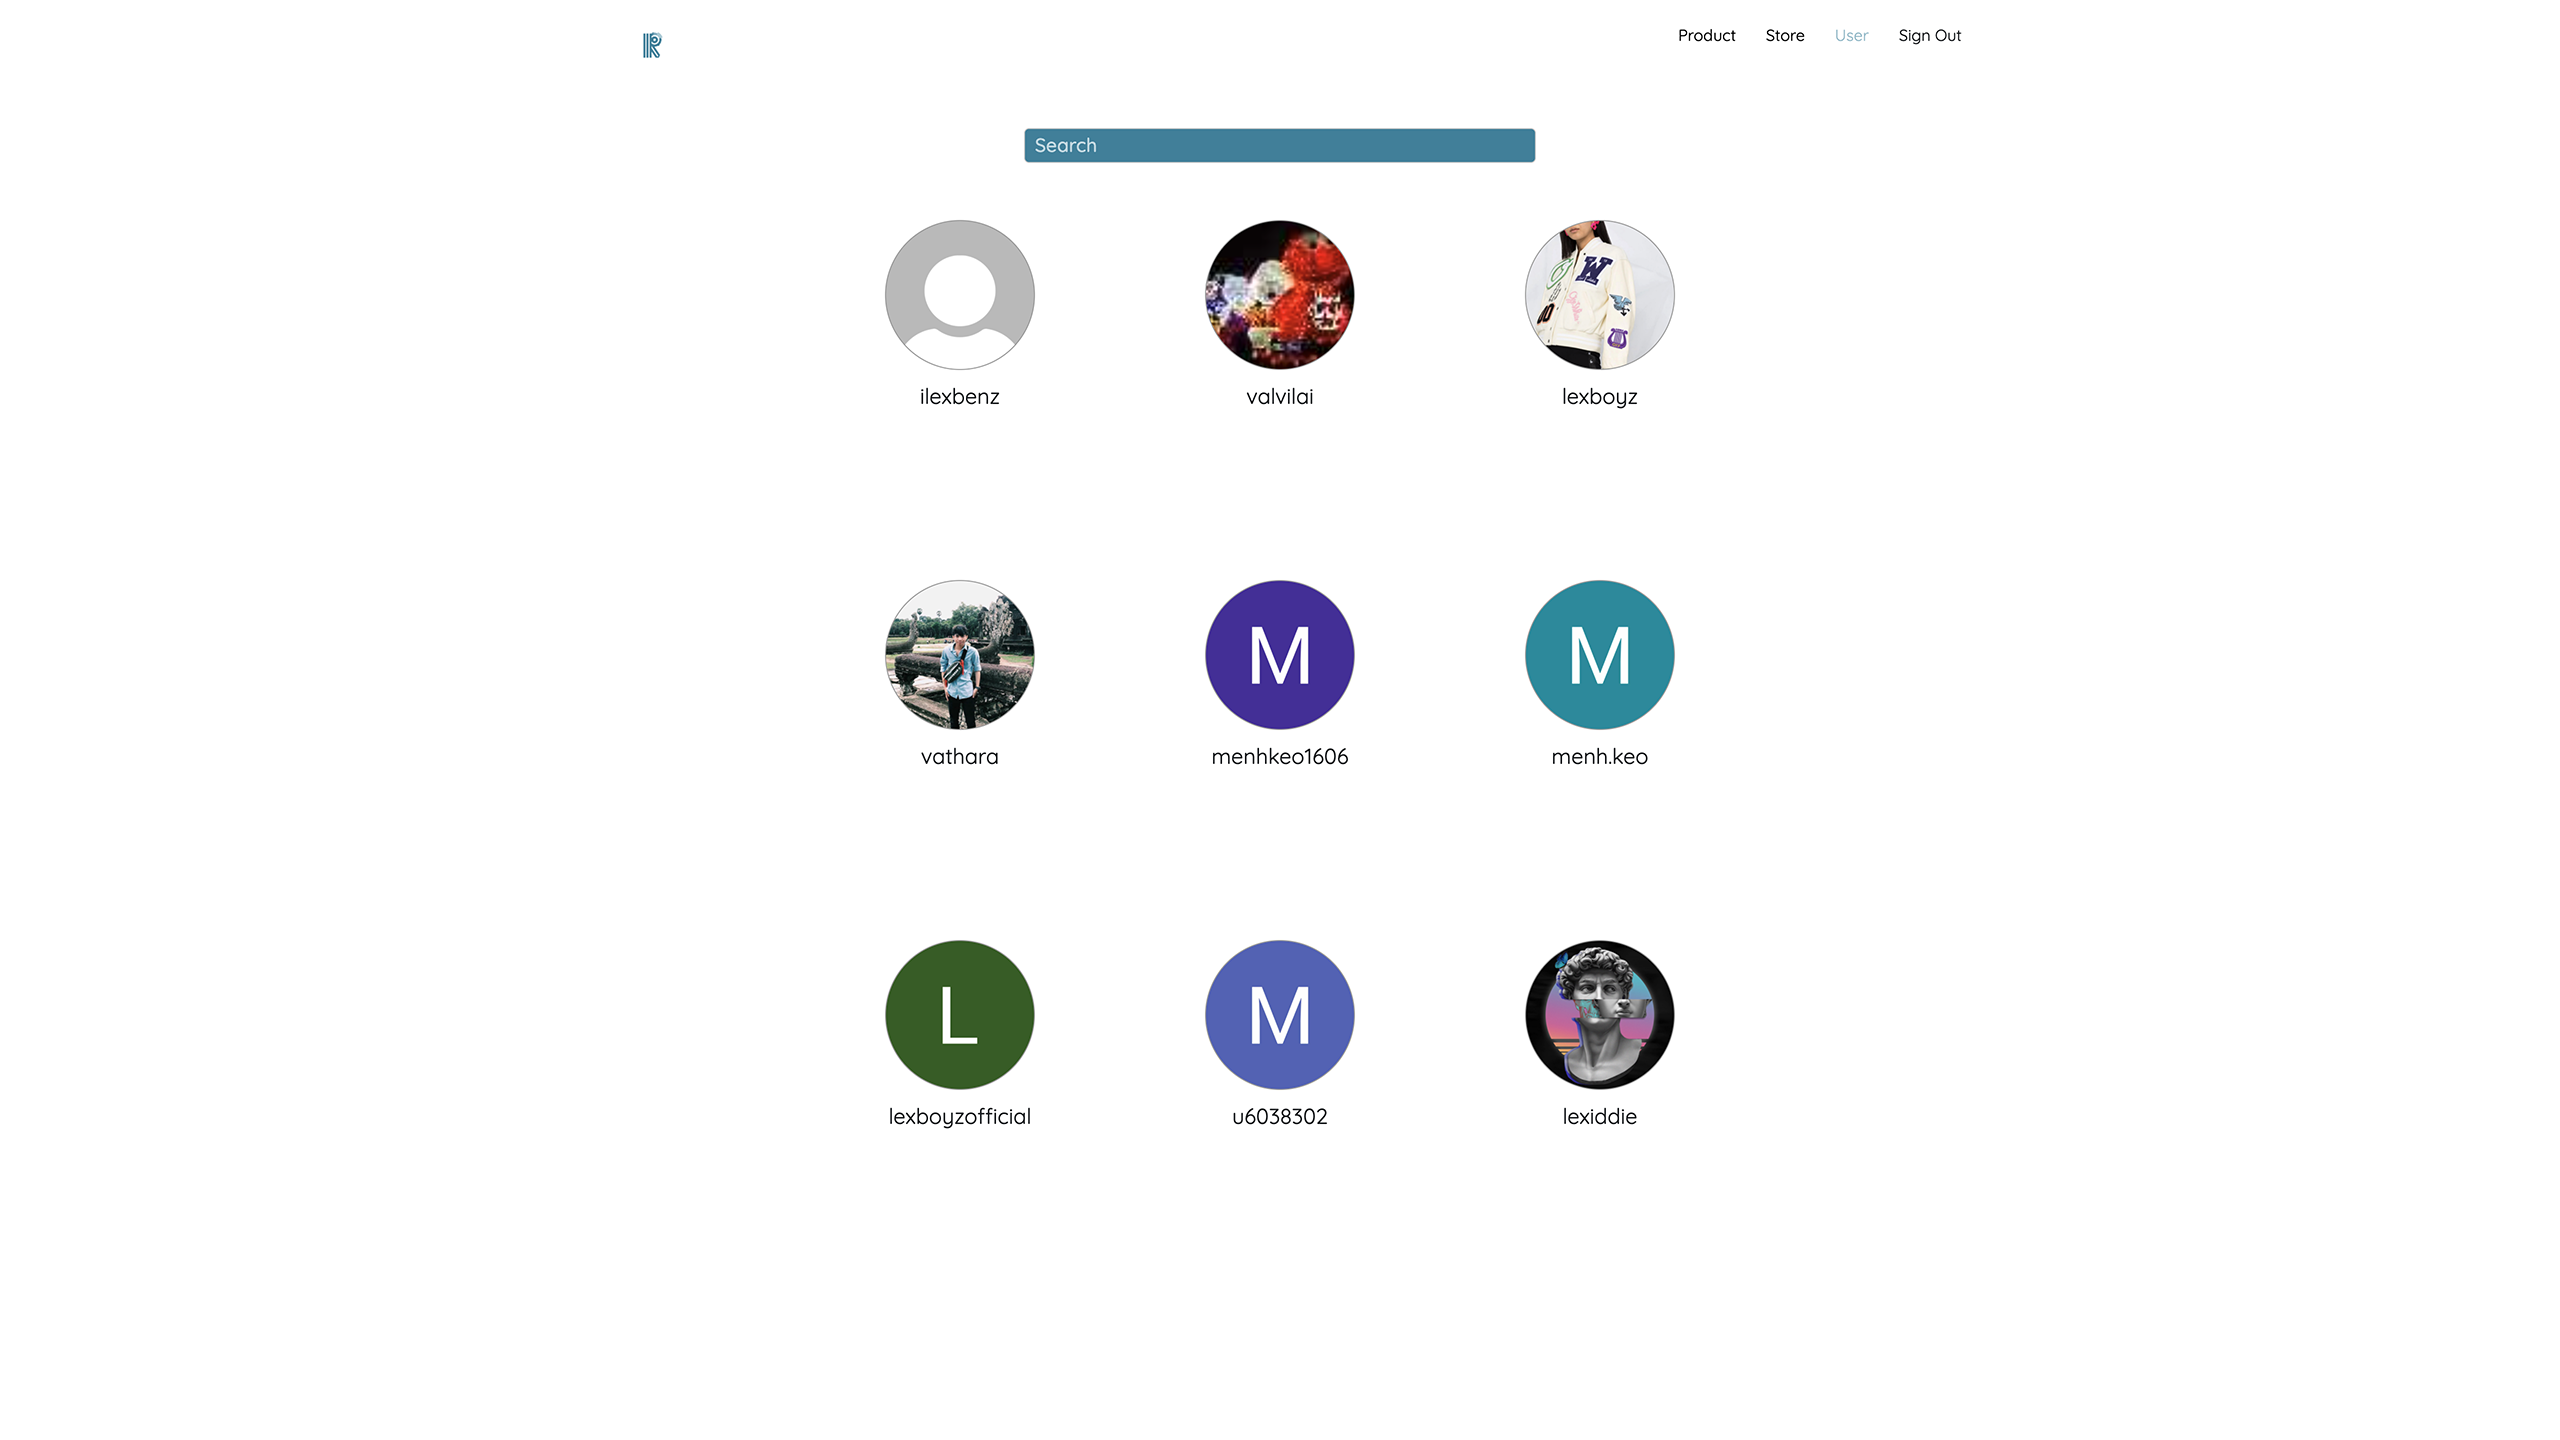 R
Product Store User Sign Out
Search
W
ilexbenz valvilai lexboyz
M M
vathara menhkeo1606 menh.keo
L M
lexboyzofficial u6038302 lexiddie